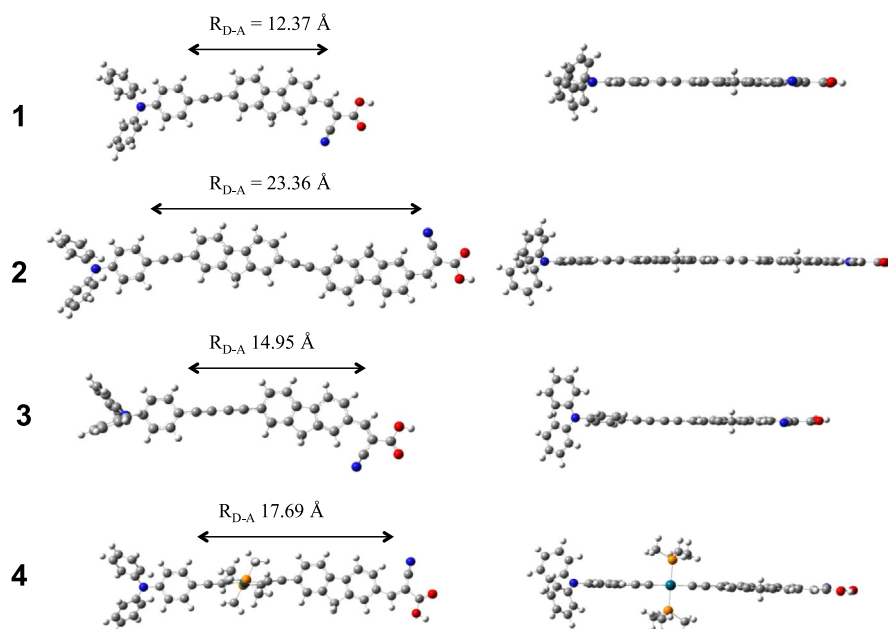 R_D-A = 12.37 Å
1
R_D-A = 23.36 Å
2
R_D-A 14.95 Å
3
R_D-A 17.69 Å
4